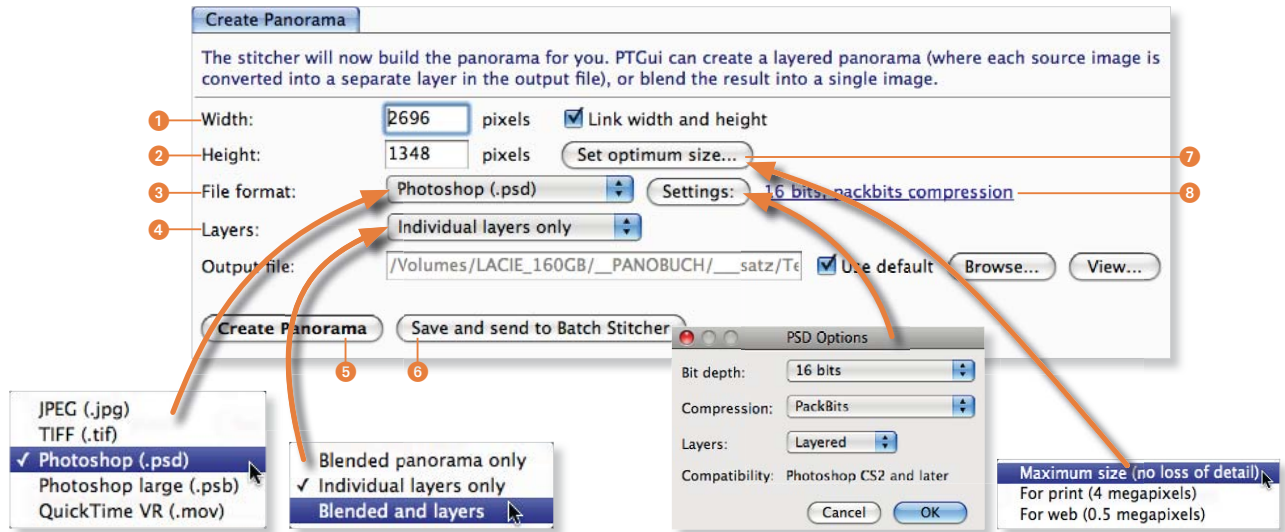 Create Panorama
The stitcher will now build the panorama for you. PTGui can create a layered panorama (where each source image is
converted into a separate layer in the output file), or blend the result into a single image.
1 Width: 2696 pixels Link width and height
2 Height: 1348 pixels Set optimum size... 7
3 File format: Photoshop (.psd) Settings: 16 bits, packbits compression 8
4 Layers: Individual layers only
Output file: /Volumes/LACIE_160GB/__PANOBUCH/___satz/Te Use default Browse... View...
Create Panorama Save and send to Batch Stitcher
5 6
JPEG (.jpg)
TIFF (.tif)
✓ Photoshop (.psd)
Photoshop large (.psb)
QuickTime VR (.mov)
Blended panorama only
✓ Individual layers only
Blended and layers
PSD Options
Bit depth: 16 bits
Compression: PackBits
Layers: Layered
Compatibility: Photoshop CS2 and later
Cancel OK
Maximum size (no loss of detail)
For print (4 megapixels)
For web (0.5 megapixels)